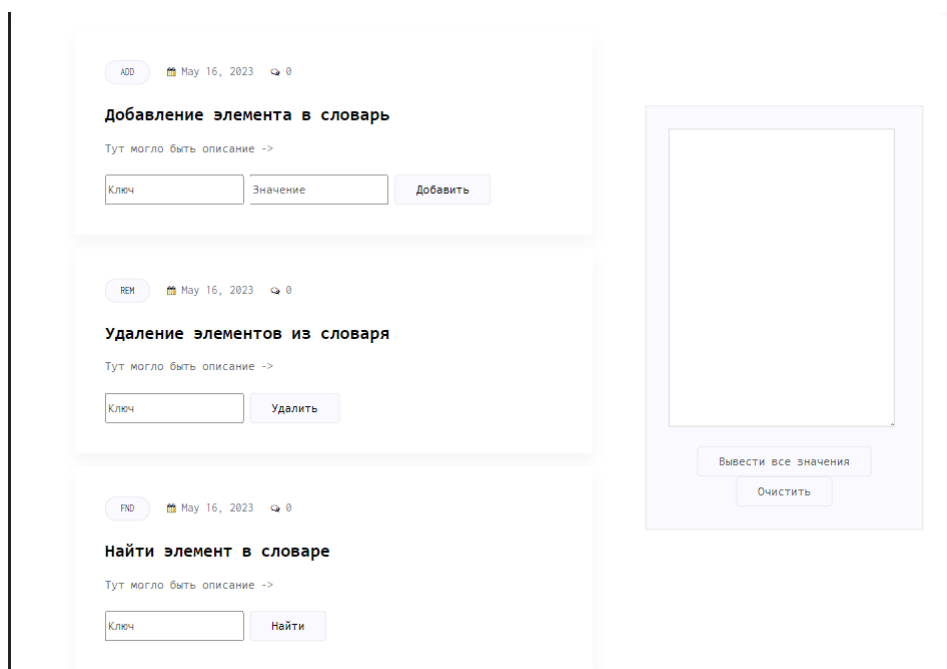 ADD May 16, 2023 0
Добавление элемента в словарь
Тут могло быть описание ->
Ключ Значение Добавить
REM May 16, 2023 0
Удаление элементов из словаря
Тут могло быть описание ->
Ключ Удалить
FND May 16, 2023 0
Найти элемент в словаре
Тут могло быть описание ->
Ключ Найти
Вывести все значения
Очистить